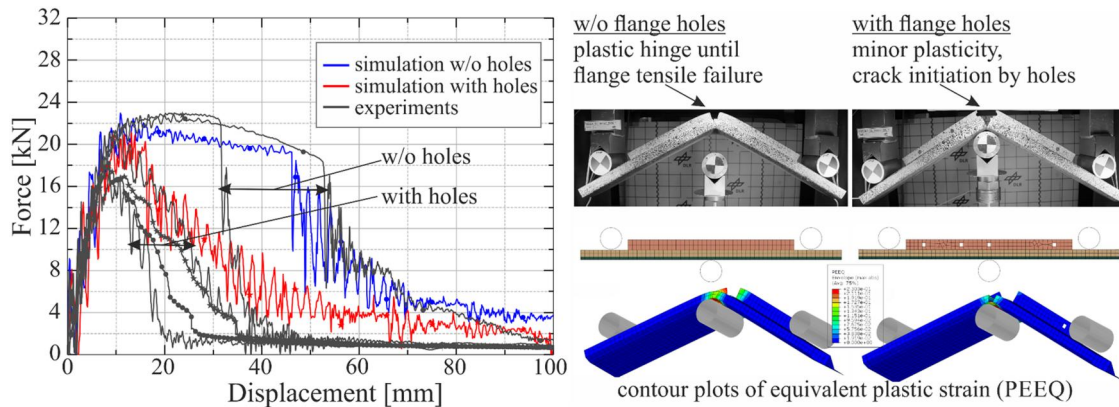 32
28
24
20
16
12
8
4
0
Force [kN]
simulation w/o holes
simulation with holes
experiments
w/o holes
with holes
0
20
40
60
80
100
Displacement [mm]
w/o flange holes
plastic hinge until
flange tensile failure
with flange holes
minor plasticity,
crack initiation by holes
DLR
DLR
PEEQ
contour plots of equivalent plastic strain (PEEQ)